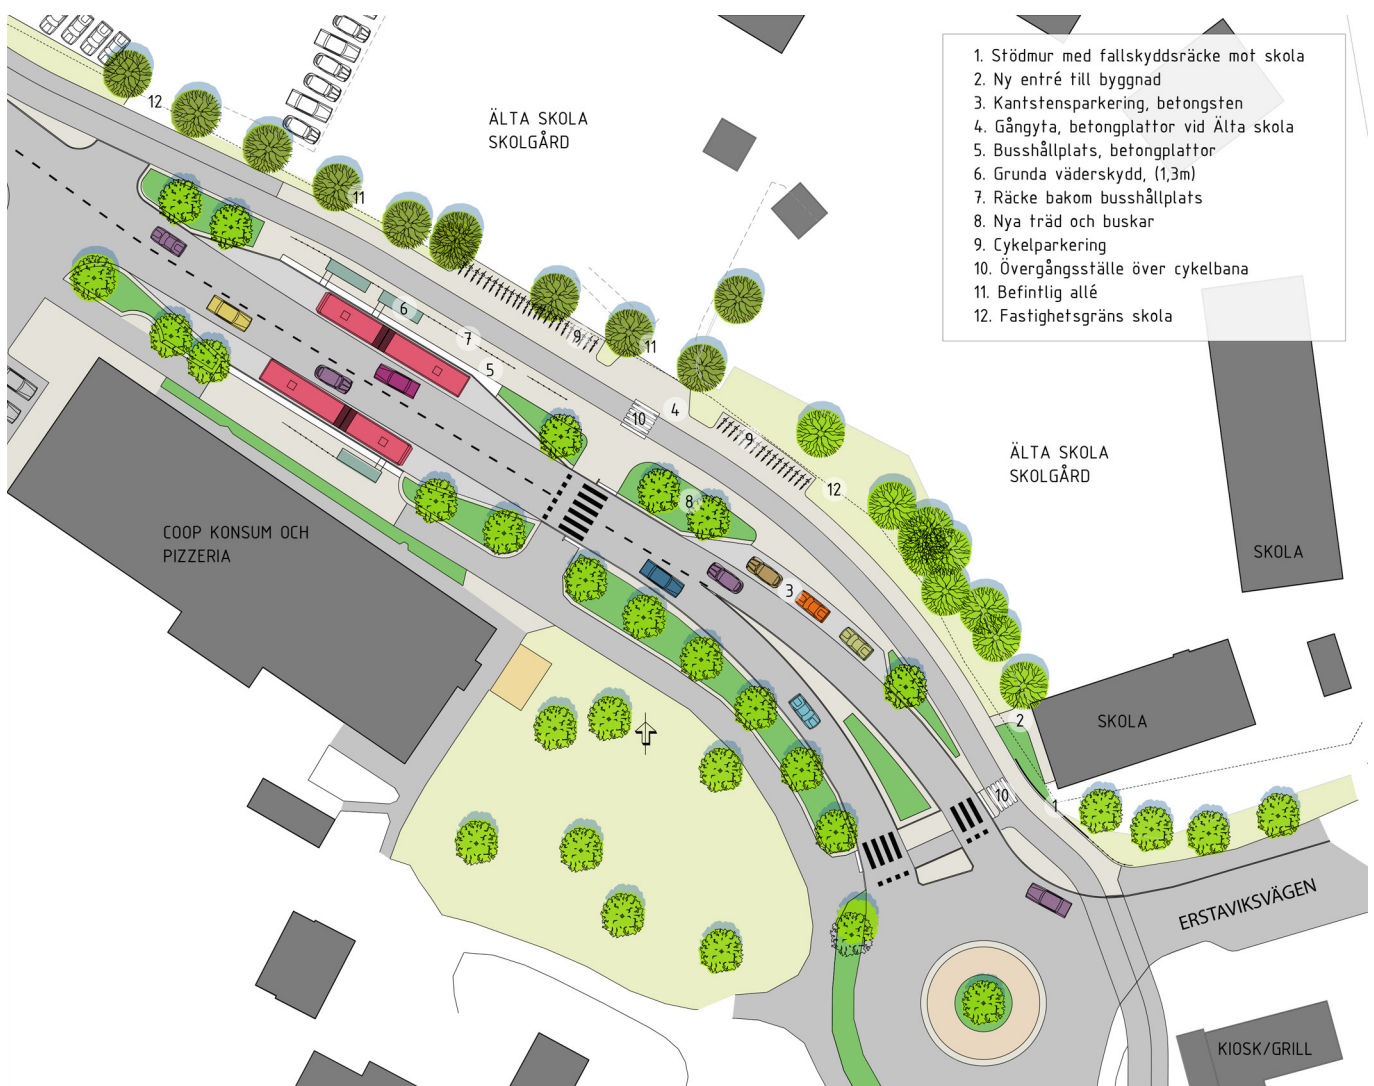 1. Stödmur med fallskyddsräcke mot skola
2. Ny entré till byggnad
3. Kantstensparkering, betongsten
4. Gångyta, betongplattor vid Älta skola
5. Busshållplats, betongplattor
6. Grunda väderskydd, (1,3m)
7. Räcke bakom busshållplats
8. Nya träd och buskar
9. Cykelparkering
10. Övergångsställe över cykelbana
11. Befintlig allé
12. Fastighetsgräns skola
12
ÄLTA SKOLA
SKOLGÅRD
11
6
7
9
11
5
4
10
9
ÄLTA SKOLA
SKOLGÅRD
12
8
COOP KONSUM OCH
PIZZERIA
SKOLA
3
2
SKOLA
10
1
ERSTAVIKSVÄGEN
KIOSK/GRILL